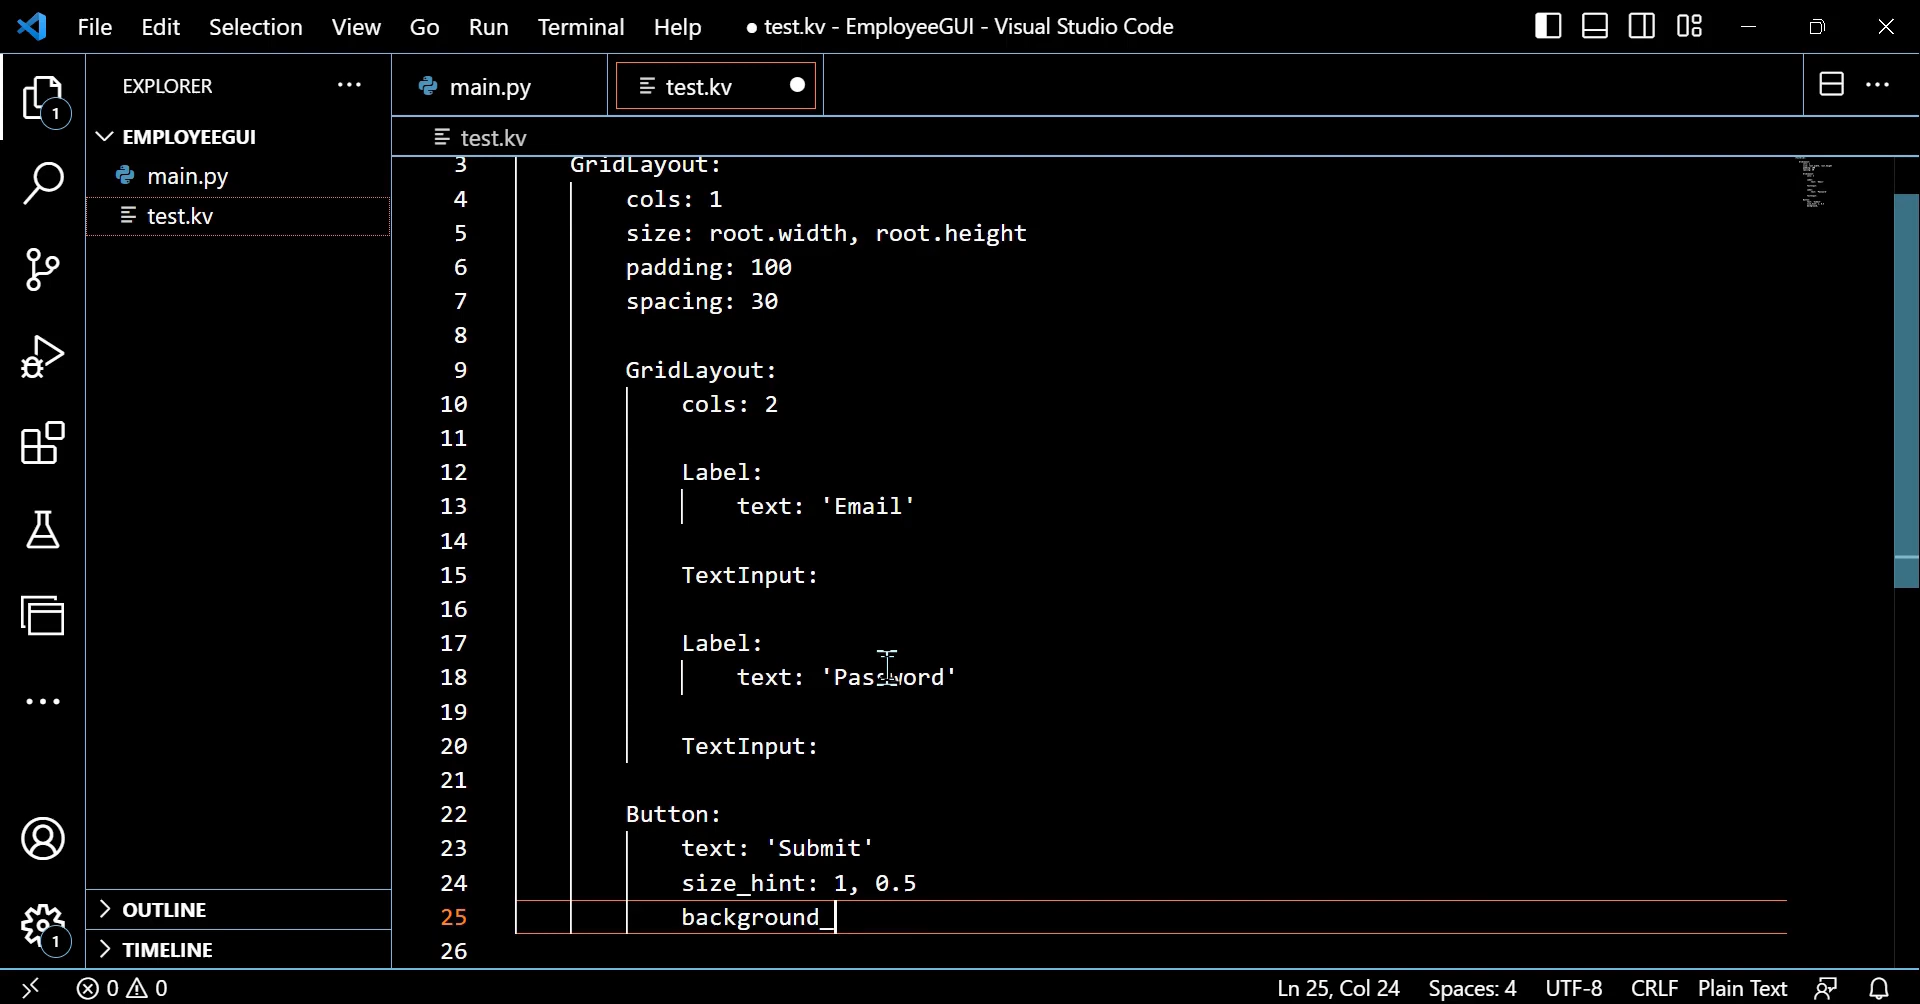 File Edit Selection View Go Run Terminal Help ● test.kv - EmployeeGUI - Visual Studio Code
EXPLORER ...
main.py
test.kv
1
EMPLOYEEGUI
main.py
test.kv
test.kv
3 GridLayout:
4 cols: 1
5 size: root.width, root.height
6 padding: 100
7 spacing: 30
8
9 GridLayout:
10 cols: 2
11
12 Label:
13 text: 'Email'
14
15 TextInput:
16
17 Label:
18 text: 'Password'
19
20 TextInput:
21
22 Button:
23 text: 'Submit'
24 size_hint: 1, 0.5
25 background_
26
OUTLINE
1
TIMELINE
0 0 Ln 25, Col 24 Spaces: 4 UTF-8 CRLF Plain Text